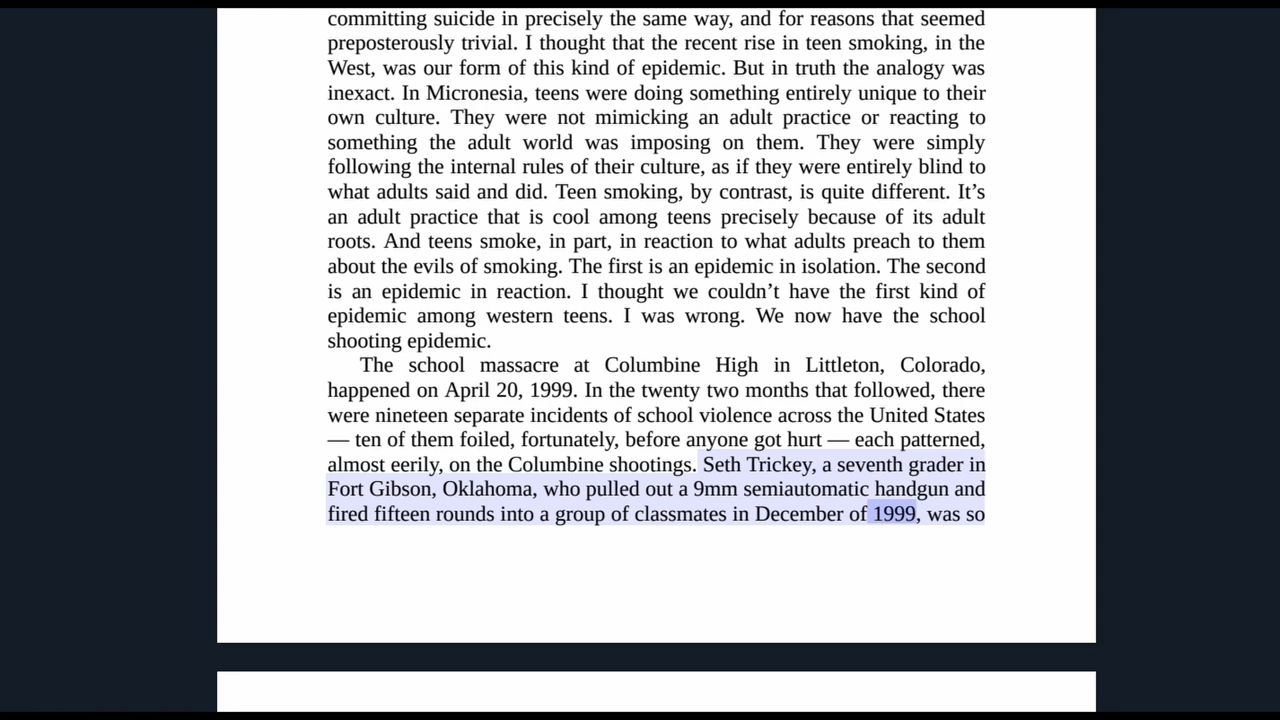 committing suicide in precisely the same way, and for reasons that seemed
preposterously trivial. I thought that the recent rise in teen smoking, in the
West, was our form of this kind of epidemic. But in truth the analogy was
inexact. In Micronesia, teens were doing something entirely unique to their
own culture. They were not mimicking an adult practice or reacting to
something the adult world was imposing on them. They were simply
following the internal rules of their culture, as if they were entirely blind to
what adults said and did. Teen smoking, by contrast, is quite different. It’s
an adult practice that is cool among teens precisely because of its adult
roots. And teens smoke, in part, in reaction to what adults preach to them
about the evils of smoking. The first is an epidemic in isolation. The second
is an epidemic in reaction. I thought we couldn’t have the first kind of
epidemic among western teens. I was wrong. We now have the school
shooting epidemic.
The school massacre at Columbine High in Littleton, Colorado,
happened on April 20, 1999. In the twenty two months that followed, there
were nineteen separate incidents of school violence across the United States
— ten of them foiled, fortunately, before anyone got hurt — each patterned,
almost eerily, on the Columbine shootings. Seth Trickey, a seventh grader in
Fort Gibson, Oklahoma, who pulled out a 9mm semiautomatic handgun and
fired fifteen rounds into a group of classmates in December of 1999, was so